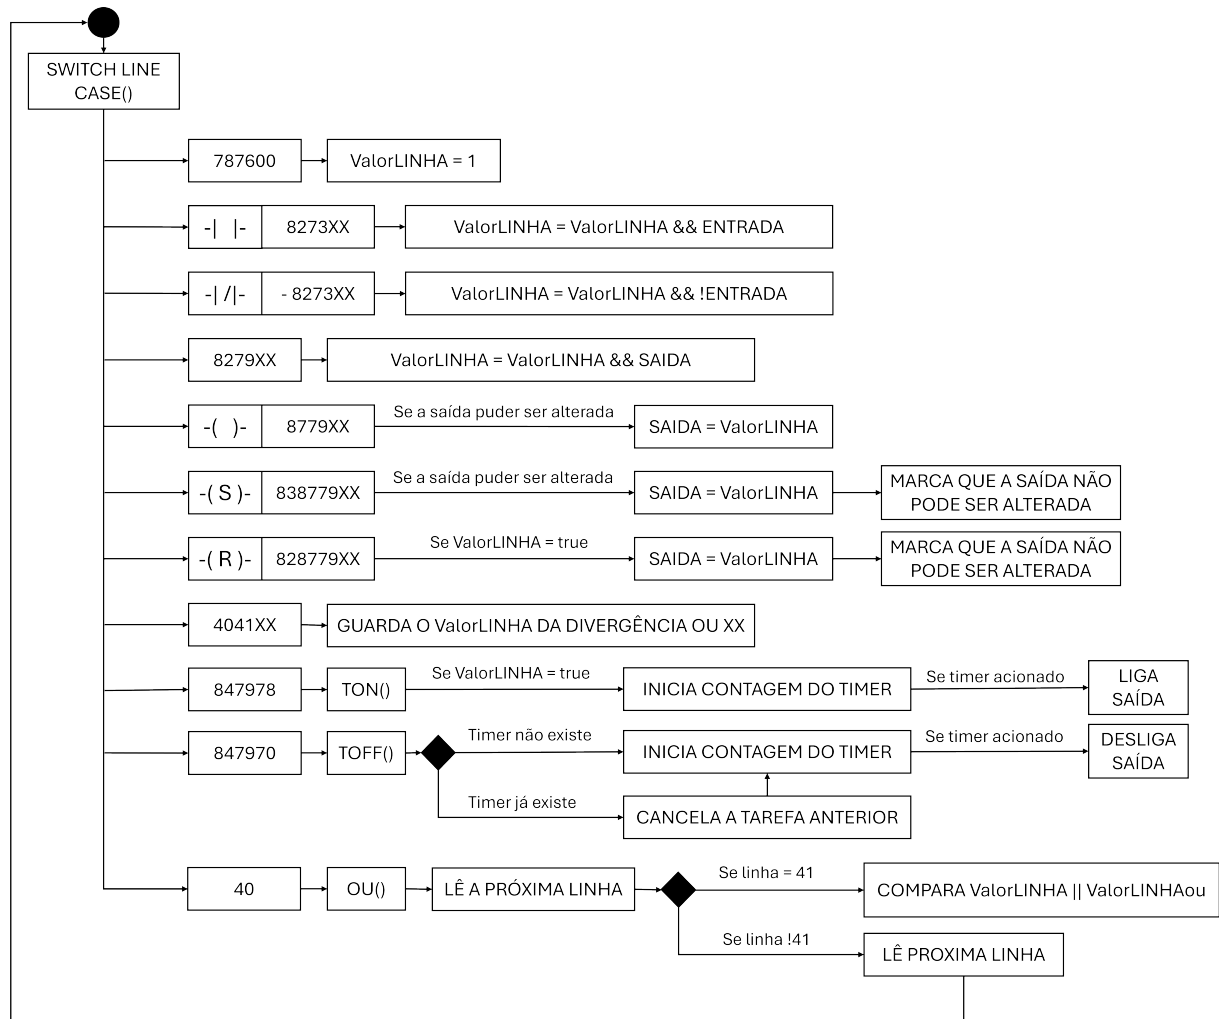 SWITCH LINE
CASE()
787600
ValorLINHA = 1
-| |-
8273XX
ValorLINHA = ValorLINHA && ENTRADA
-| /|-
- 8273XX
ValorLINHA = ValorLINHA && !ENTRADA
8279XX
ValorLINHA = ValorLINHA && SAIDA
-( )-
8779XX
Se a saída puder ser alterada
SAIDA = ValorLINHA
-( S )-
838779XX
Se a saída puder ser alterada
SAIDA = ValorLINHA
MARCA QUE A SAÍDA NÃO
PODE SER ALTERADA
-( R )-
828779XX
Se ValorLINHA = true
SAIDA = ValorLINHA
MARCA QUE A SAÍDA NÃO
PODE SER ALTERADA
4041XX
GUARDA O ValorLINHA DA DIVERGÊNCIA OU XX
847978
TON()
Se ValorLINHA = true
INICIA CONTAGEM DO TIMER
Se timer acionado
LIGA
SAÍDA
847970
TOFF()
Timer não existe
INICIA CONTAGEM DO TIMER
Se timer acionado
DESLIGA
SAÍDA
Timer já existe
CANCELA A TAREFA ANTERIOR
40
OU()
LÊ A PRÓXIMA LINHA
Se linha = 41
COMPARA ValorLINHA || ValorLINHAou
Se linha !41
LÊ PROXIMA LINHA